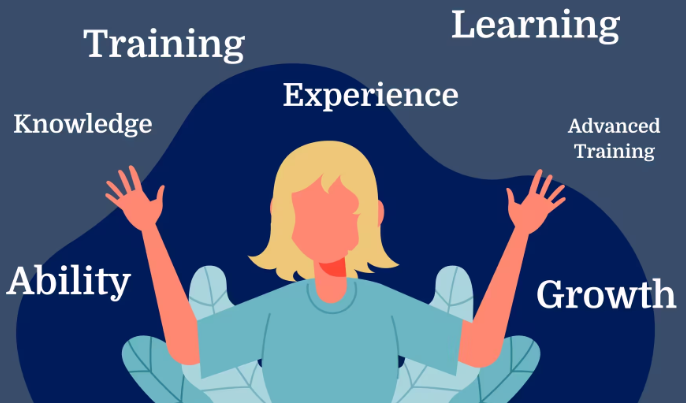 Learning
Training
Experience
Knowledge
Advanced
Training
Ability
Growth